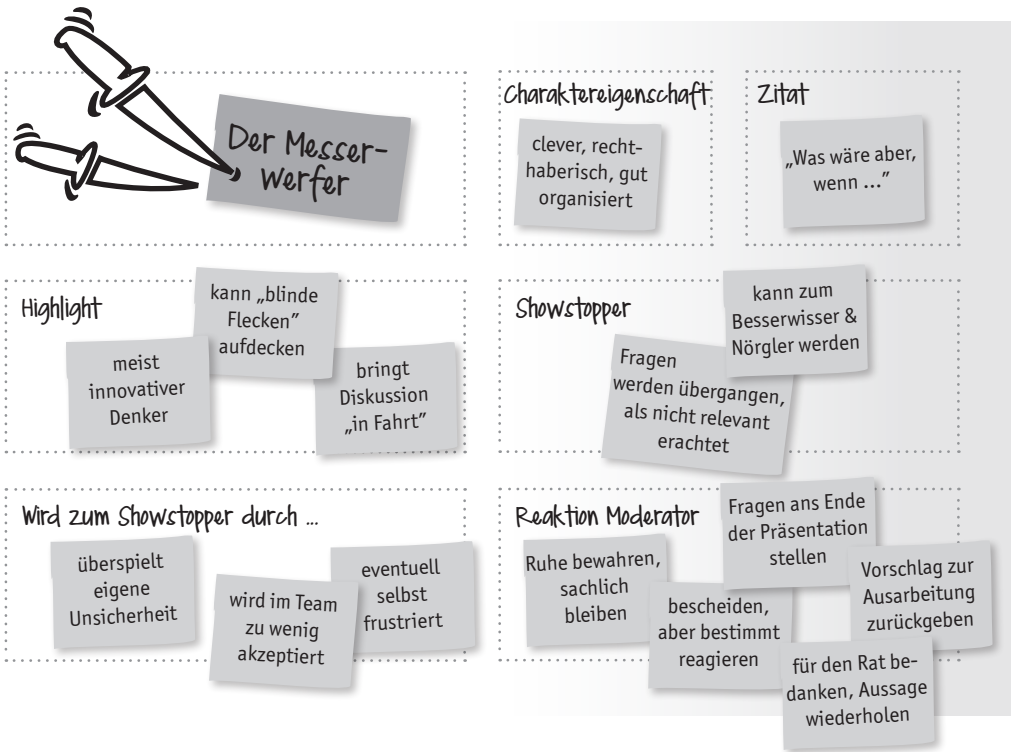 Der Messer-
werfer
Charaktereigenschaft
clever, recht-
haberisch, gut
organisiert
Zitat
„Was wäre aber,
wenn ...”
Highlight
meist
innovativer
Denker
kann „blinde
Flecken”
aufdecken
bringt
Diskussion
„in Fahrt”
Showstopper
Fragen
werden übergangen,
als nicht relevant
erachtet
kann zum
Besserwisser &
Nörgler werden
Wird zum Showstopper durch ...
überspielt
eigene
Unsicherheit
wird im Team
zu wenig
akzeptiert
eventuell
selbst
frustriert
Reaktion Moderator
Ruhe bewahren,
sachlich
bleiben
bescheiden,
aber bestimmt
reagieren
Fragen ans Ende
der Präsentation
stellen
Vorschlag zur
Ausarbeitung
zurückgeben
für den Rat be-
danken, Aussage
wiederholen